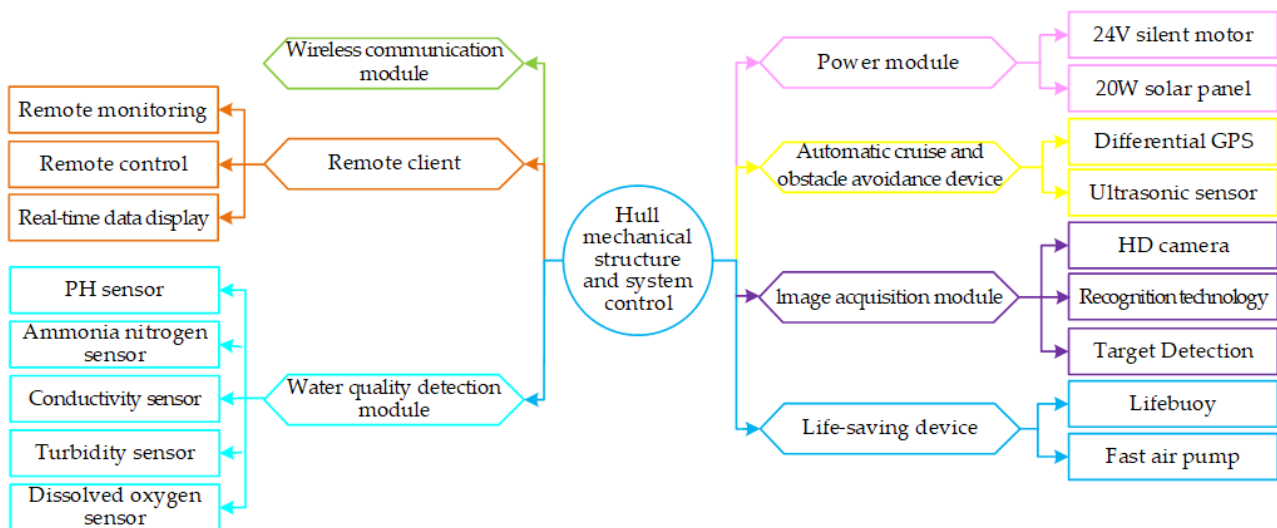 Wireless communication
module
Remote monitoring
Remote control
Real-time data display
Remote client
PH sensor
Ammonia nitrogen
sensor
Conductivity sensor
Turbidity sensor
Dissolved oxygen
sensor
Water quality detection
module
Hull
mechanical
structure
and system
control
Power module
24V silent motor
20W solar panel
Automatic cruise and
obstacle avoidance device
Differential GPS
Ultrasonic sensor
Image acquisition module
HD camera
Recognition technology
Target Detection
Life-saving device
Lifebuoy
Fast air pump